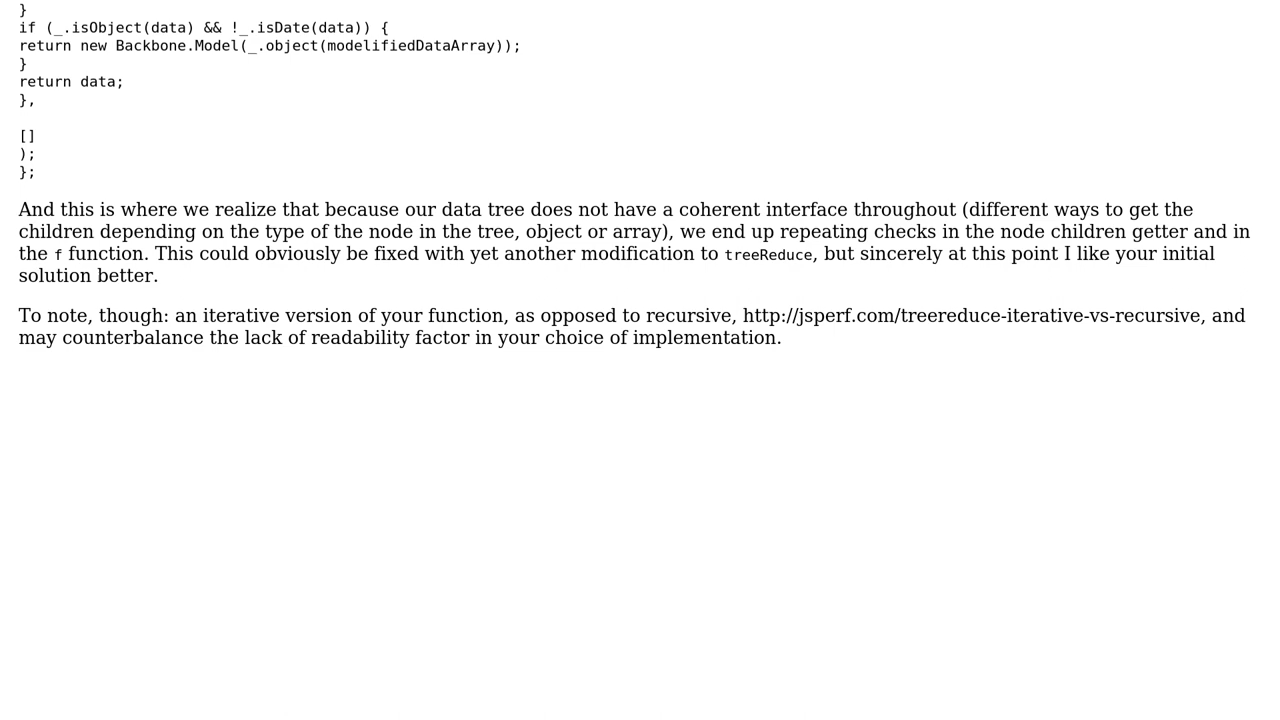 }
if (_.isObject(data) && !_.isDate(data)) {
return new Backbone.Model(_.object(modelifiedDataArray));
}
return data;
},
[]
);
};
And this is where we realize that because our data tree does not have a coherent interface throughout (different ways to get the
children depending on the type of the node in the tree, object or array), we end up repeating checks in the node children getter and in
the f function. This could obviously be fixed with yet another modification to treeReduce, but sincerely at this point I like your initial
solution better.
To note, though: an iterative version of your function, as opposed to recursive, http://jsperf.com/treereduce-iterative-vs-recursive, and
may counterbalance the lack of readability factor in your choice of implementation.